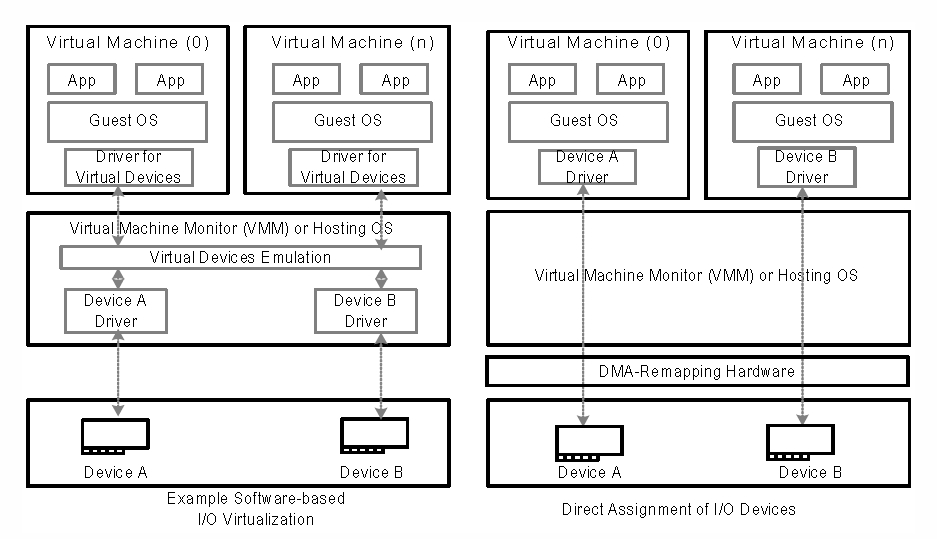 Virtual Machine (0)
App
App
Guest OS
Driver for
Virtual Devices
Virtual Machine (n)
App
App
Guest OS
Driver for
Virtual Devices
Virtual Machine Monitor (VMM) or Hosting OS
Virtual Devices Emulation
Device A
Driver
Device B
Driver
Device A
Device B
Example Software-based
I/O Virtualization
Virtual Machine (0)
App
App
Guest OS
Device A
Driver
Virtual Machine (n)
App
App
Guest OS
Device B
Driver
Virtual Machine Monitor (VMM) or Hosting OS
DMA-Remapping Hardware
Device A
Device B
Direct Assignment of I/O Devices